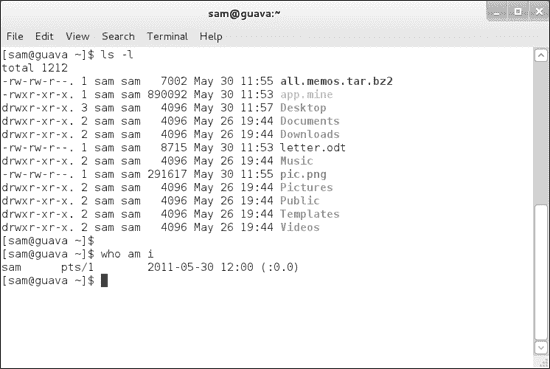 sam@guava:~
File Edit View Search Terminal Help
[sam@guava ~]$ ls -l
total 1212
-rw-rw-r--. 1 sam sam   7002 May 30 11:55 all.memos.tar.bz2
-rwxr-xr-x. 1 sam sam 890092 May 30 11:53 app.mine
drwxr-xr-x. 3 sam sam   4096 May 30 11:57 Desktop
drwxr-xr-x. 2 sam sam   4096 May 26 19:44 Documents
drwxr-xr-x. 2 sam sam   4096 May 26 19:44 Downloads
-rw-rw-r--. 1 sam sam   8715 May 30 11:53 letter.odt
drwxr-xr-x. 2 sam sam   4096 May 26 19:44 Music
-rw-rw-r--. 1 sam sam 291617 May 30 11:55 pic.png
drwxr-xr-x. 2 sam sam   4096 May 26 19:44 Pictures
drwxr-xr-x. 2 sam sam   4096 May 26 19:44 Public
drwxr-xr-x. 2 sam sam   4096 May 26 19:44 Templates
drwxr-xr-x. 2 sam sam   4096 May 26 19:44 Videos
[sam@guava ~]$
[sam@guava ~]$ who am i
sam      pts/1        2011-05-30 12:00 (:0.0)
[sam@guava ~]$